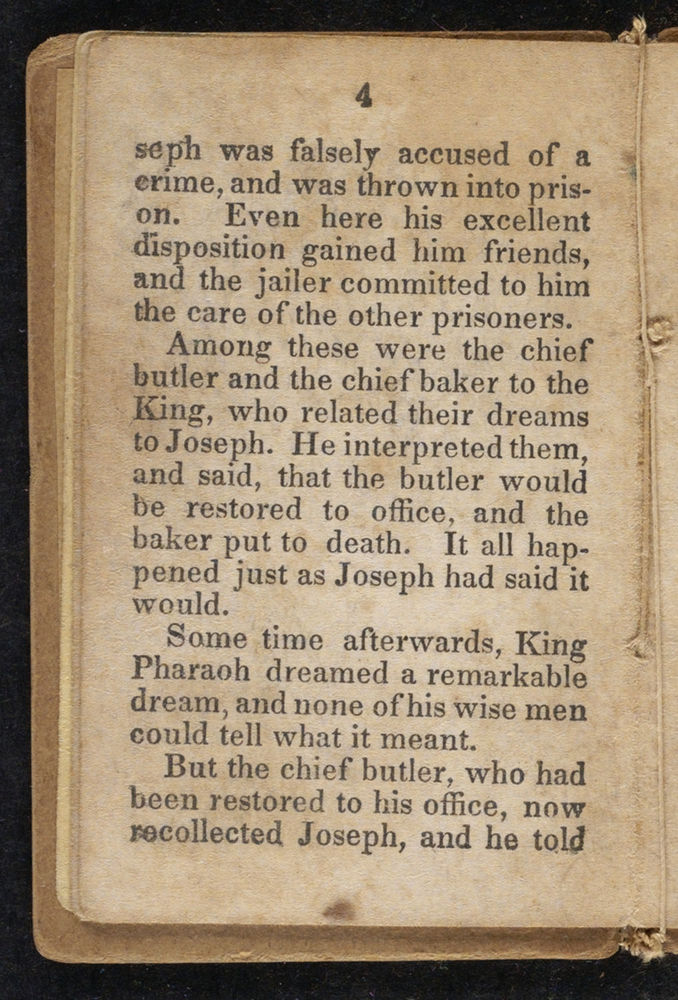 4
seph was falsely accused of a
crime, and was thrown into pris-
on. Even here his excellent
disposition gained him friends,
and the jailer committed to him
the care of the other prisoners.
Among these were the chief
butler and the chief baker to the
King, who related their dreams
to Joseph. He interpreted them,
and said, that the butler would
be restored to office, and the
baker put to death. It all hap-
pened just as Joseph had said it
would.
Some time afterwards, King
Pharaoh dreamed a remarkable
dream, and none of his wise men
could tell what it meant.
But the chief butler, who had
been restored to his office, now
recollected Joseph, and he told